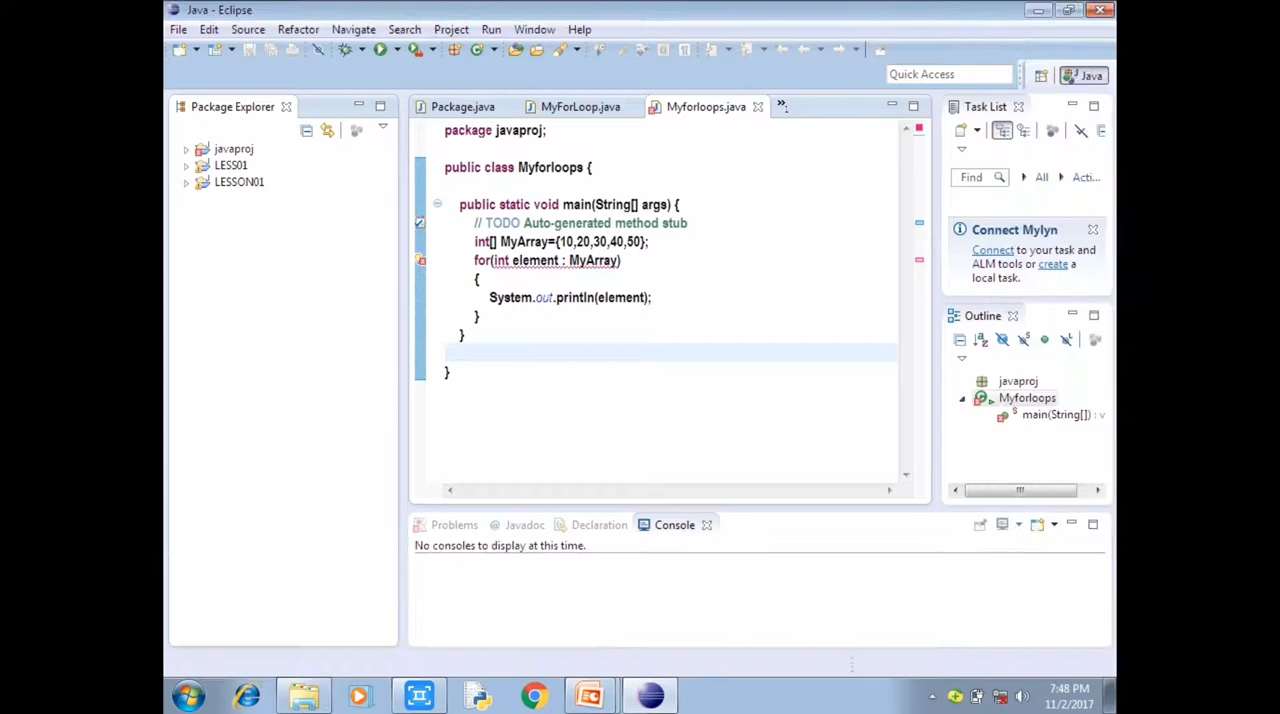 Java - Eclipse
File Edit Source Refactor Navigate Search Project Run Window Help
Quick Access
Java
Package Explorer
javaproj
LESS01
LESSON01
Package.java MyForLoop.java Myforloops.java »1
package javaproj;
public class Myforloops {
public static void main(String[] args) {
// TODO Auto-generated method stub
int[] MyArray={10,20,30,40,50};
for(int element : MyArray)
{
System.out.println(element);
}
}
}
Task List
Find All Acti...
Connect Mylyn
Connect to your task and
ALM tools or create a
local task.
Outline
javaproj
Myforloops
main(String[]) : v
Problems @ Javadoc Declaration Console
No consoles to display at this time.
7:48 PM
11/2/2017